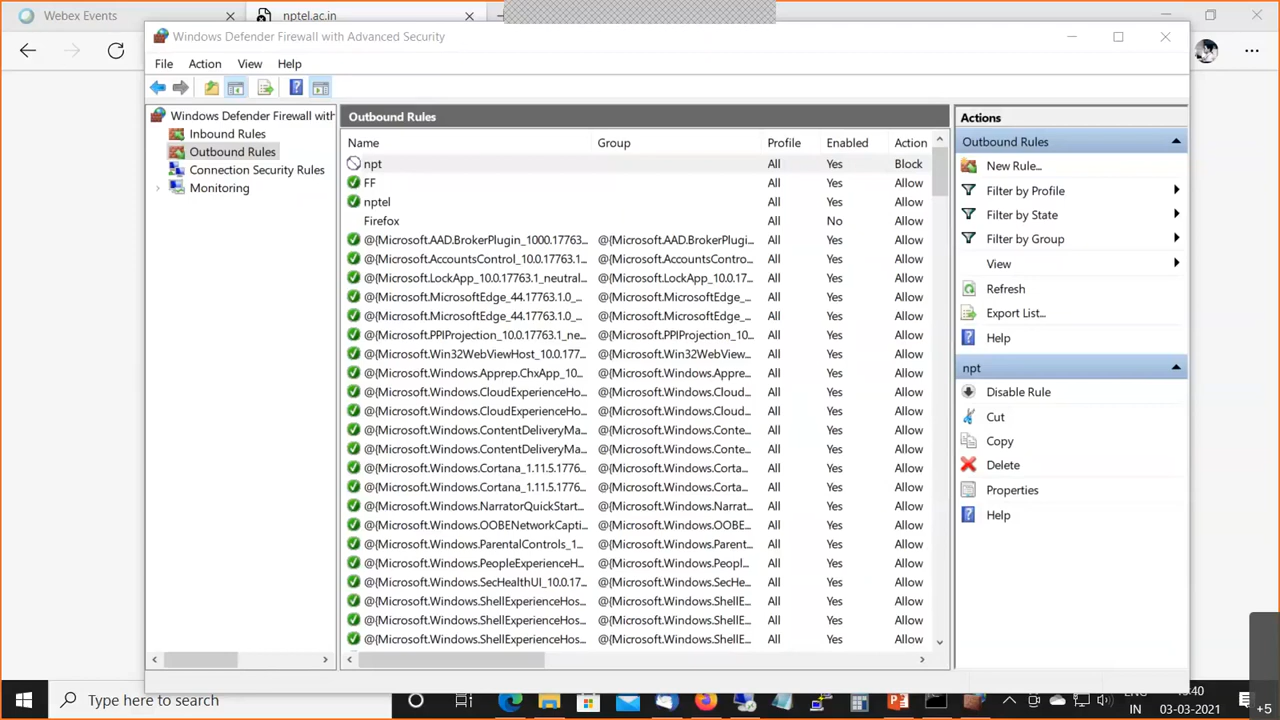 Webex Events
nptel.ac.in
Windows Defender Firewall with Advanced Security
File Action View Help
Windows Defender Firewall with
Inbound Rules
Outbound Rules
Connection Security Rules
Monitoring
Outbound Rules
Name Group Profile Enabled Action
npt All Yes Block
FF All Yes Allow
nptel All Yes Allow
Firefox All No Allow
@{Microsoft.AAD.BrokerPlugin_1000.17763... @{Microsoft.AAD.BrokerPlugi... All Yes Allow
@{Microsoft.AccountsControl_10.0.17763.1... @{Microsoft.AccountsContro... All Yes Allow
@{Microsoft.LockApp_10.0.17763.1_neutral... @{Microsoft.LockApp_10.0.17... All Yes Allow
@{Microsoft.MicrosoftEdge_44.17763.1.0_... @{Microsoft.MicrosoftEdge_... All Yes Allow
@{Microsoft.MicrosoftEdge_44.17763.1.0_... @{Microsoft.MicrosoftEdge_... All Yes Allow
@{Microsoft.PPIProjection_10.0.17763.1_ne... @{Microsoft.PPIProjection_10... All Yes Allow
@{Microsoft.Win32WebViewHost_10.0.177... @{Microsoft.Win32WebView... All Yes Allow
@{Microsoft.Windows.Apprep.ChxApp_10... @{Microsoft.Windows.Appre... All Yes Allow
@{Microsoft.Windows.CloudExperienceHo... @{Microsoft.Windows.Cloud... All Yes Allow
@{Microsoft.Windows.CloudExperienceHo... @{Microsoft.Windows.Cloud... All Yes Allow
@{Microsoft.Windows.ContentDeliveryMa... @{Microsoft.Windows.Conte... All Yes Allow
@{Microsoft.Windows.ContentDeliveryMa... @{Microsoft.Windows.Conte... All Yes Allow
@{Microsoft.Windows.Cortana_1.11.5.1776... @{Microsoft.Windows.Corta... All Yes Allow
@{Microsoft.Windows.Cortana_1.11.5.1776... @{Microsoft.Windows.Corta... All Yes Allow
@{Microsoft.Windows.NarratorQuickStart... @{Microsoft.Windows.Narrat... All Yes Allow
@{Microsoft.Windows.OOBENetworkCapti... @{Microsoft.Windows.OOBE... All Yes Allow
@{Microsoft.Windows.ParentalControls_1... @{Microsoft.Windows.Parent... All Yes Allow
@{Microsoft.Windows.PeopleExperienceH... @{Microsoft.Windows.Peopl... All Yes Allow
@{Microsoft.Windows.SecHealthUI_10.0.17... @{Microsoft.Windows.SecHe... All Yes Allow
@{Microsoft.Windows.ShellExperienceHos... @{Microsoft.Windows.ShellE... All Yes Allow
@{Microsoft.Windows.ShellExperienceHos... @{Microsoft.Windows.ShellE... All Yes Allow
@{Microsoft.Windows.ShellExperienceHos... @{Microsoft.Windows.ShellE... All Yes Allow
Actions
Outbound Rules
New Rule...
Filter by Profile
Filter by State
Filter by Group
View
Refresh
Export List...
Help
npt
Disable Rule
Cut
Copy
Delete
Properties
Help
Type here to search
ENG
IN
40
03-03-2021
+5